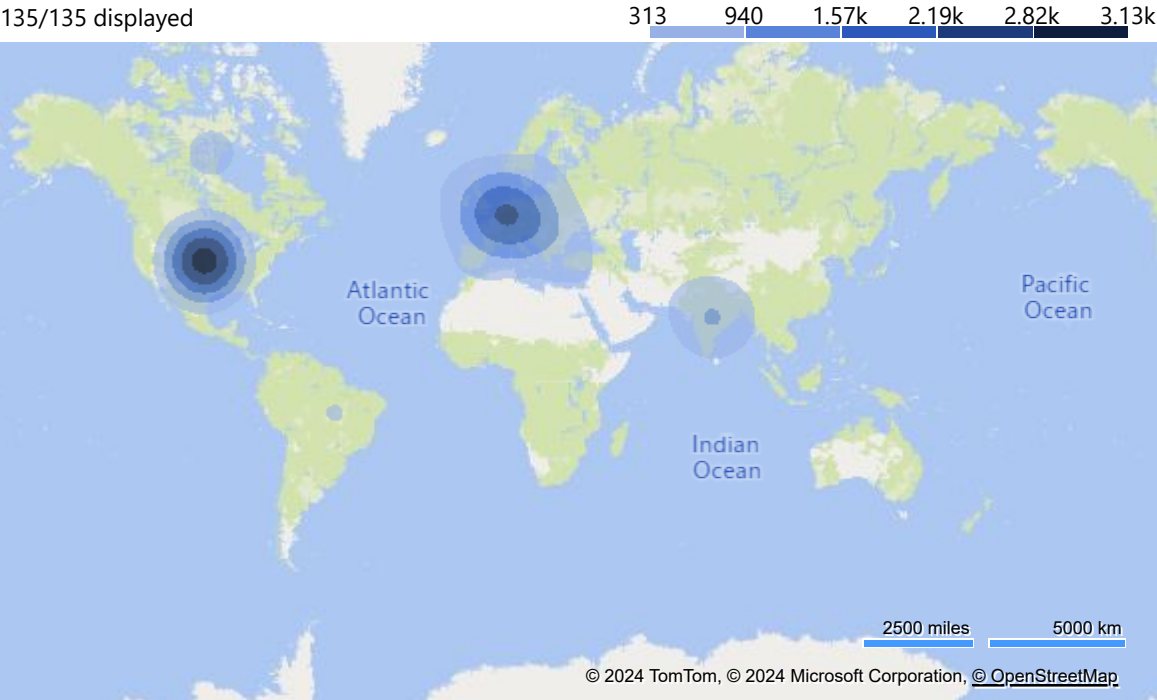 135/135 displayed
313 940 1.57k 2.19k 2.82k 3.13k
Atlantic
Ocean
Pacific
Ocean
Indian
Ocean
2500 miles 5000 km
© 2024 TomTom, © 2024 Microsoft Corporation, © OpenStreetMap